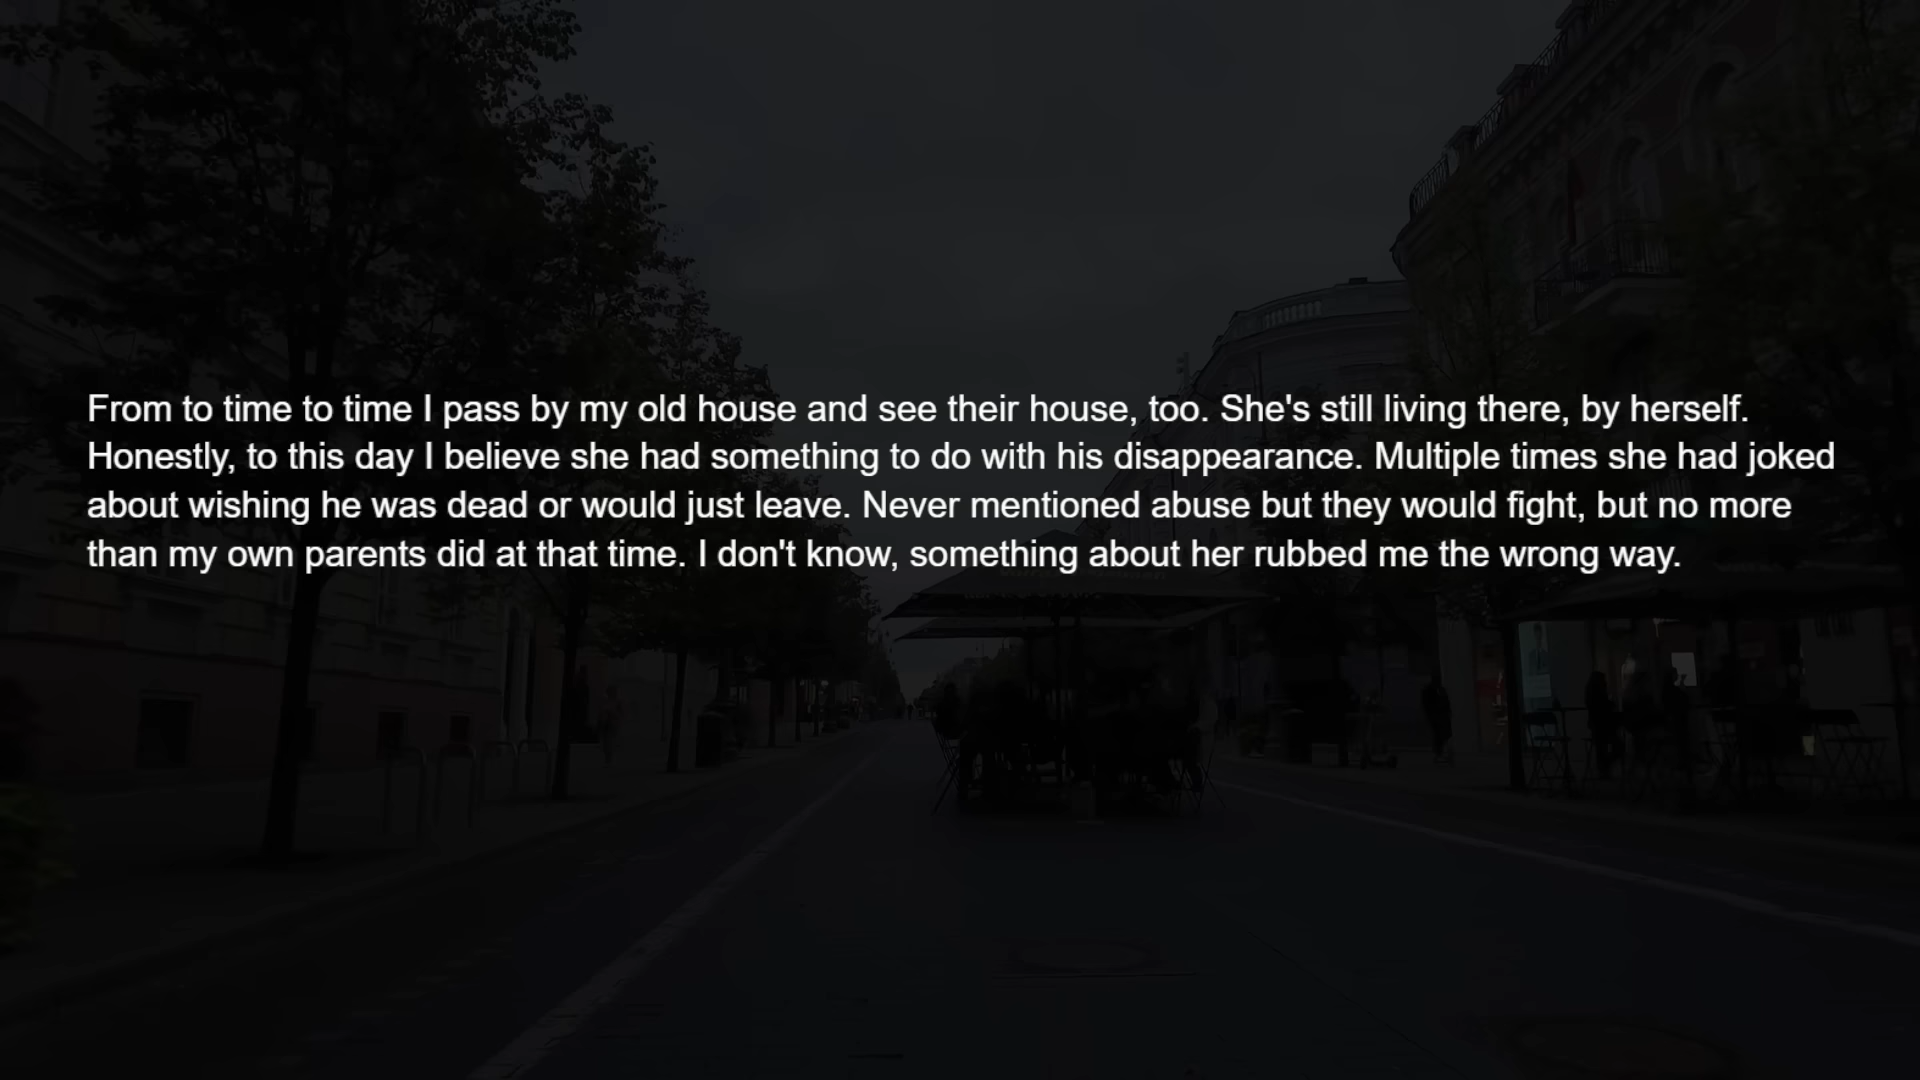 From to time to time I pass by my old house and see their house, too. She's still living there, by herself.
Honestly, to this day I believe she had something to do with his disappearance. Multiple times she had joked
about wishing he was dead or would just leave. Never mentioned abuse but they would fight, but no more
than my own parents did at that time. I don't know, something about her rubbed me the wrong way.